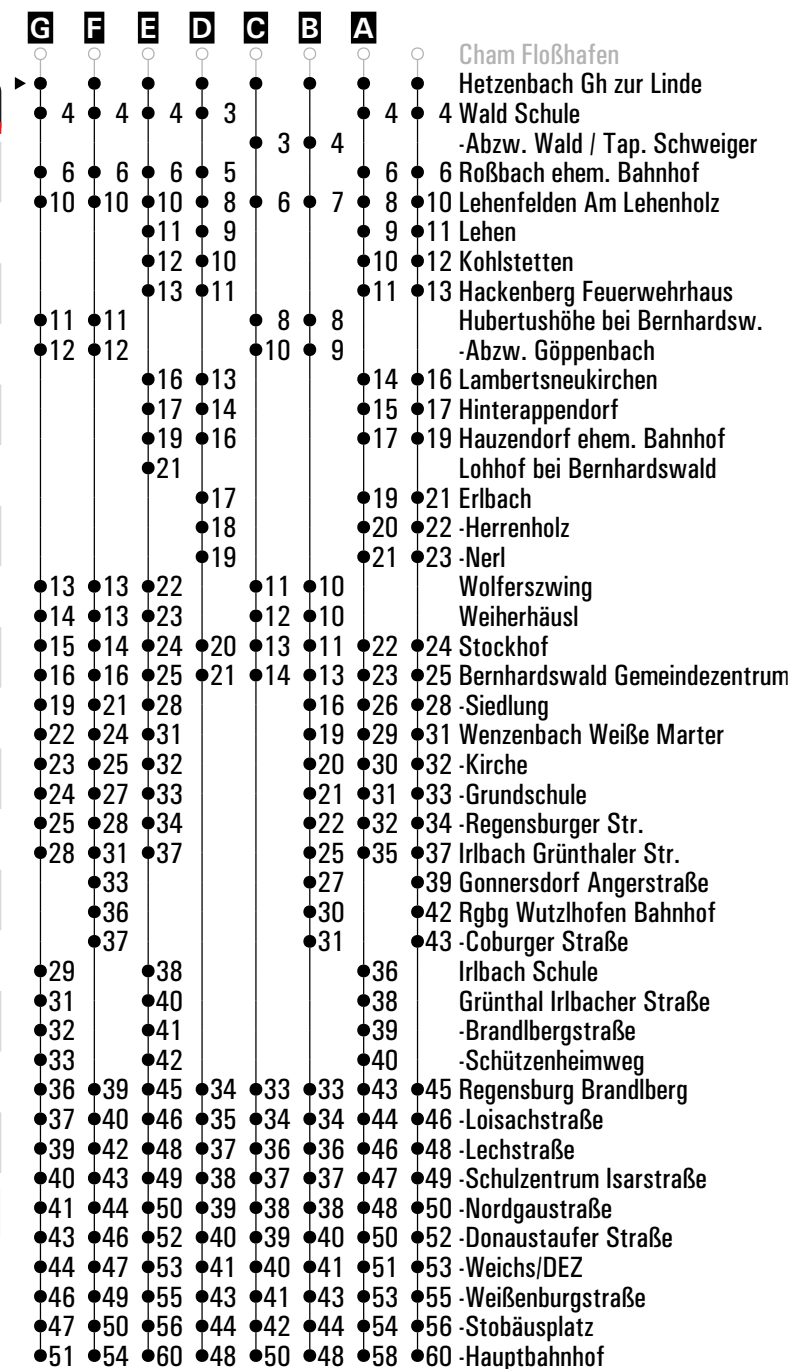 G F E D C B A
Cham Floßhafen
Hetzenbach Gh zur Linde
4 4 4 3 4 4 Wald Schule
3 4 -Abzw. Wald / Tap. Schweiger
6 6 6 5 6 6 Roßbach ehem. Bahnhof
10 10 10 8 6 7 8 10 Lehenfelden Am Lehenholz
11 9 9 11 Lehen
12 10 10 12 Kohlstetten
13 11 11 13 Hackenberg Feuerwehrhaus
11 11 8 8 Hubertushöhe bei Bernhardsw.
12 12 10 9 -Abzw. Göppenbach
16 13 14 16 Lambertsneukirchen
17 14 15 17 Hinterappendorf
19 16 17 19 Hauzendorf ehem. Bahnhof
21 Lohhof bei Bernhardswald
17 19 21 Erlbach
18 20 22 -Herrenholz
19 21 23 -Nerl
13 13 22 11 10 Wolferszwing
14 13 23 12 10 Weiherhäusl
15 14 24 20 13 11 22 24 Stockhof
16 16 25 21 14 13 23 25 Bernhardswald Gemeindezentrum
19 21 28 16 26 28 -Siedlung
22 24 31 19 29 31 Wenzenbach Weiße Marter
23 25 32 20 30 32 -Kirche
24 27 33 21 31 33 -Grundschule
25 28 34 22 32 34 -Regensburger Str.
28 31 37 25 35 37 Irlbach Grünthaler Str.
33 27 39 Gonnersdorf Angerstraße
36 30 42 Rgbg Wutzlhofen Bahnhof
37 31 43 -Coburger Straße
29 38 36 Irlbach Schule
31 40 38 Grünthal Irlbacher Straße
32 41 39 -Brandlbergstraße
33 42 40 -Schützenheimweg
36 39 45 34 33 33 43 45 Regensburg Brandlberg
37 40 46 35 34 34 44 46 -Loisachstraße
39 42 48 37 36 36 46 48 -Lechstraße
40 43 49 38 37 37 47 49 -Schulzentrum Isarstraße
41 44 50 39 38 38 48 50 -Nordgaustraße
43 46 52 40 39 40 50 52 -Donaustaufer Straße
44 47 53 41 40 41 51 53 -Weichs/DEZ
46 49 55 43 41 43 53 55 -Weißenburgstraße
47 50 56 44 42 44 54 56 -Stobäusplatz
51 54 60 48 50 48 58 60 -Hauptbahnhof